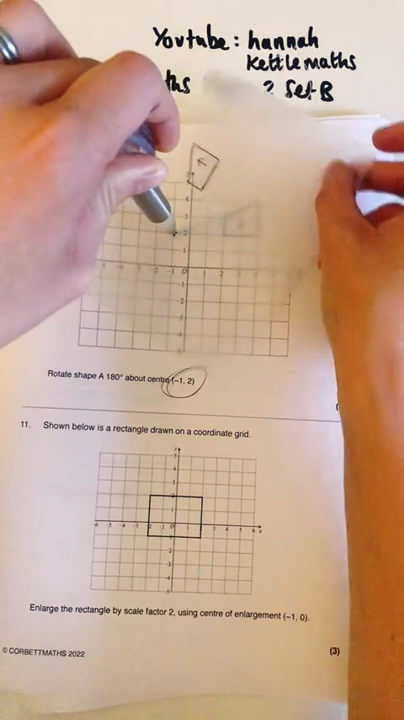 Youtube: hannah
kettlemaths
ths
? Set B
Rotate shape A 180° about centre (−1, 2)
11. Shown below is a rectangle drawn on a coordinate grid.
Enlarge the rectangle by scale factor 2, using centre of enlargement (−1, 0).
© CORBETTMATHS 2022
(3)